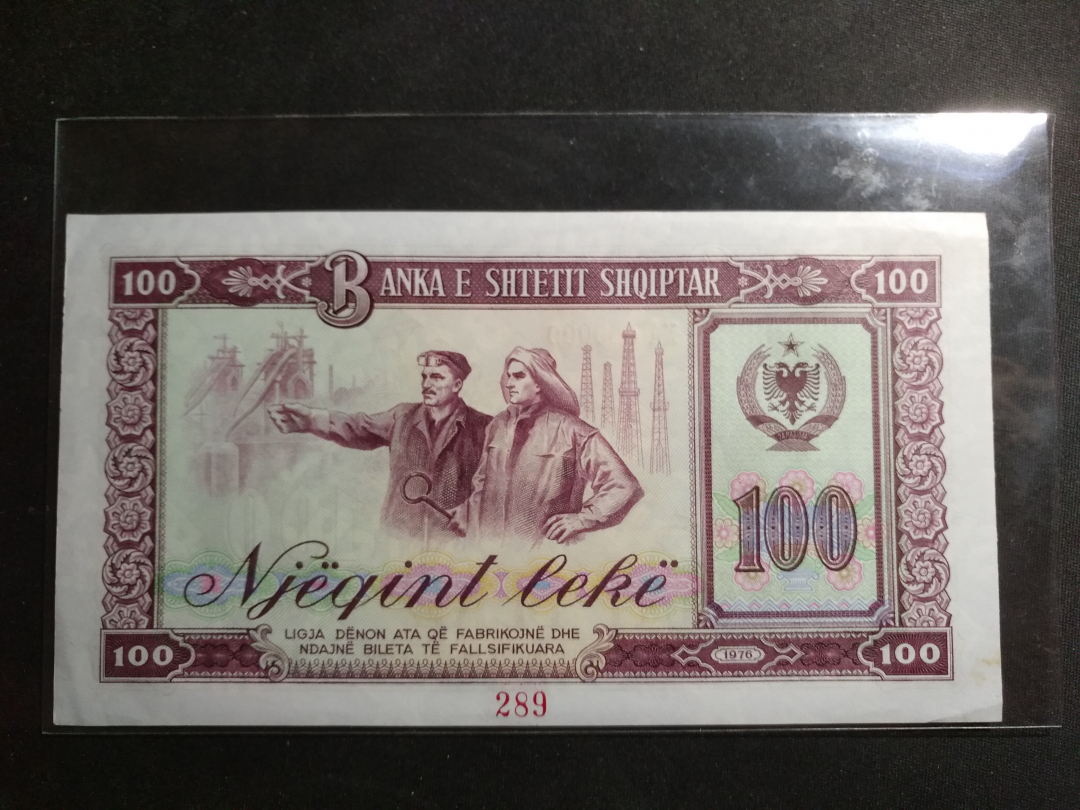 100 BANKA E SHTETIT SHQIPTAR 100
100
Njëqint lekë
LIGJA DËNON ATA QË FABRIKOJNË DHE
NDAJNË BILETA TË FALLSIFIKUARA
100 1976 100
289